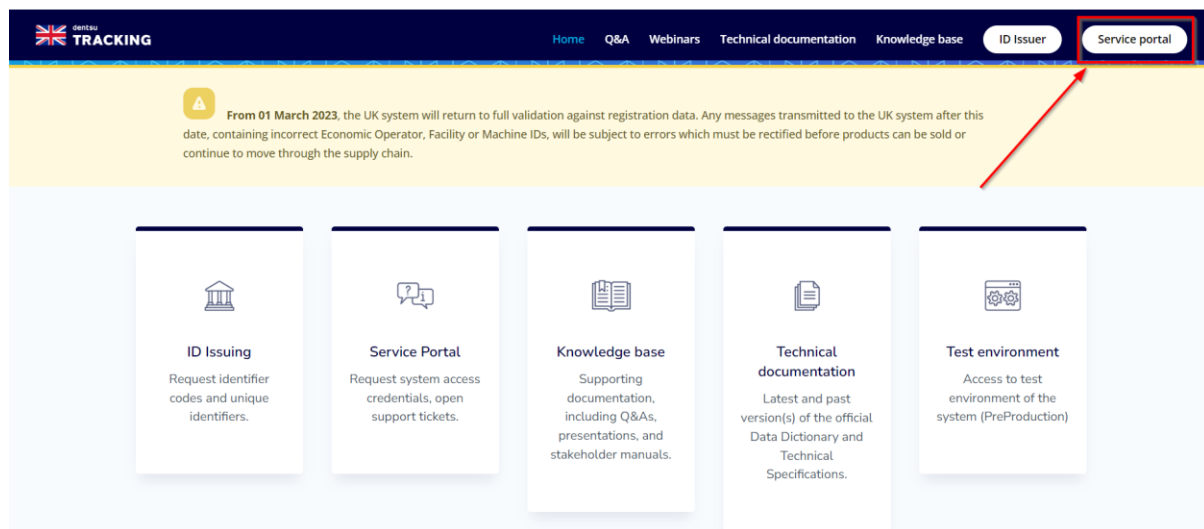 dentsu
TRACKING
Home Q&A Webinars Technical documentation Knowledge base ID Issuer Service portal
From 01 March 2023, the UK system will return to full validation against registration data. Any messages transmitted to the UK system after this
date, containing incorrect Economic Operator, Facility or Machine IDs, will be subject to errors which must be rectified before products can be sold or
continue to move through the supply chain.
ID Issuing
Request identifier
codes and unique
identifiers.
Service Portal
Request system access
credentials, open
support tickets.
Knowledge base
Supporting
documentation,
including Q&As,
presentations, and
stakeholder manuals.
Technical
documentation
Latest and past
version(s) of the official
Data Dictionary and
Technical
Specifications.
Test environment
Access to test
environment of the
system (PreProduction)